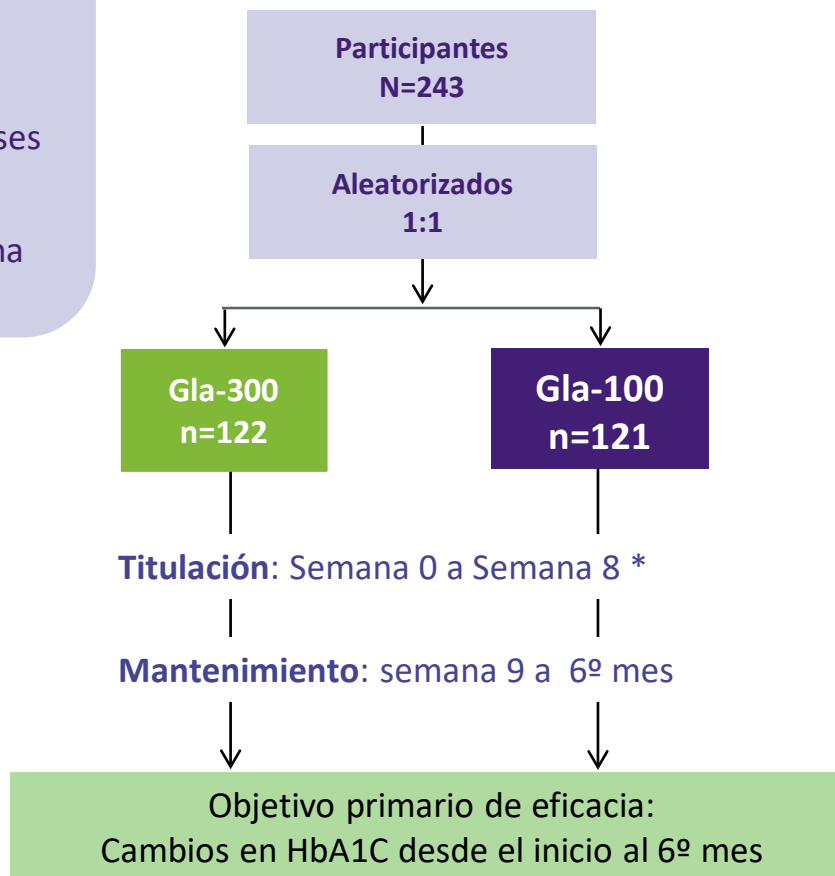 Participantes
N=243
Aleatorizados
1:1
Gla-300
n=122
Gla-100
n=121
Titulación: Semana 0 a Semana 8 *
Mantenimiento: semana 9 a 6º mes
Objetivo primario de eficacia:
Cambios en HbA1C desde el inicio al 6º mes